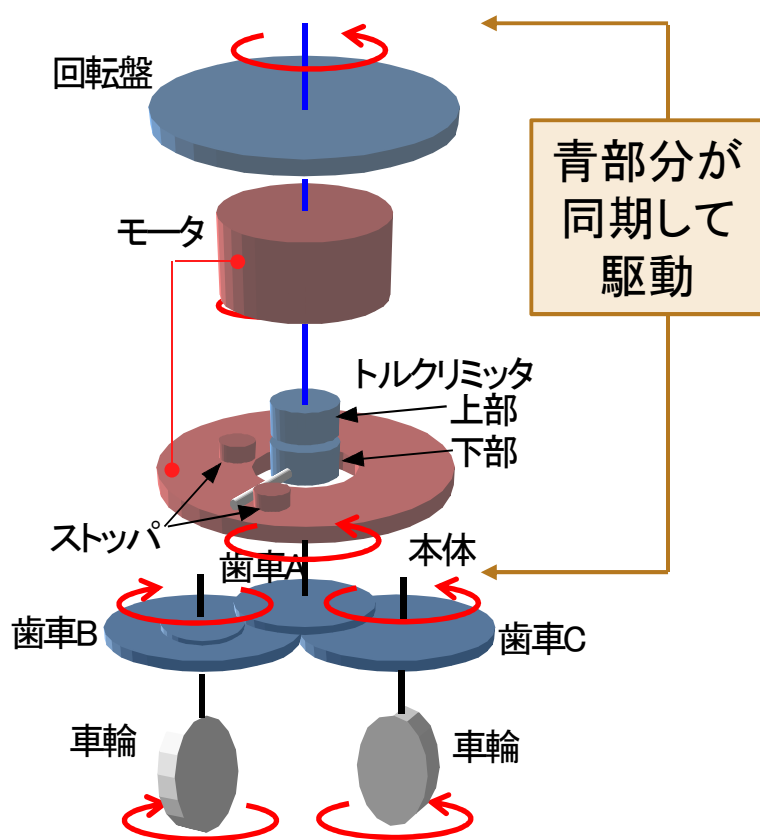 回転盤
青部分が
同期して
駆動
モータ
トルクリミッタ
上部
下部
ストッパ
本体
歯車A
歯車B
歯車C
車輪
車輪